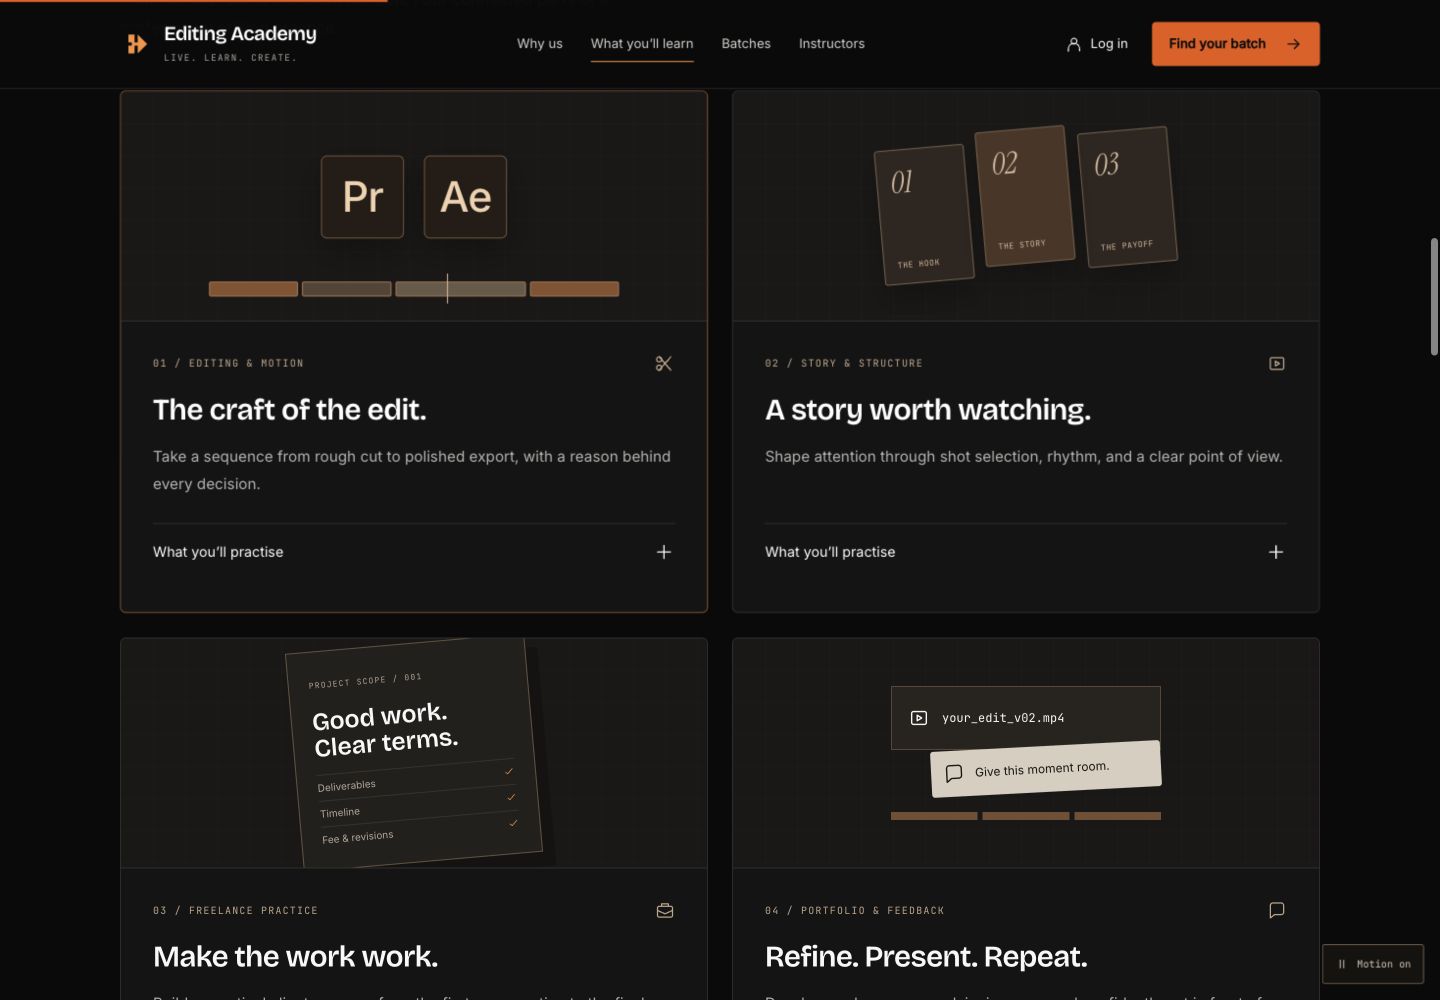 Editing Academy
LIVE. LEARN. CREATE.
Why us
What you'll learn
Batches
Instructors
Log in
Find your batch
Pr
Ae
01
THE HOOK
02
THE STORY
03
THE PAYOFF
01 / EDITING & MOTION
The craft of the edit.
Take a sequence from rough cut to polished export, with a reason behind
every decision.
What you'll practise
02 / STORY & STRUCTURE
A story worth watching.
Shape attention through shot selection, rhythm, and a clear point of view.
What you'll practise
PROJECT SCOPE / 001
Good work.
Clear terms.
Deliverables
Timeline
Fee & revisions
your_edit_v02.mp4
Give this moment room.
03 / FREELANCE PRACTICE
Make the work work.
04 / PORTFOLIO & FEEDBACK
Refine. Present. Repeat.
Motion on